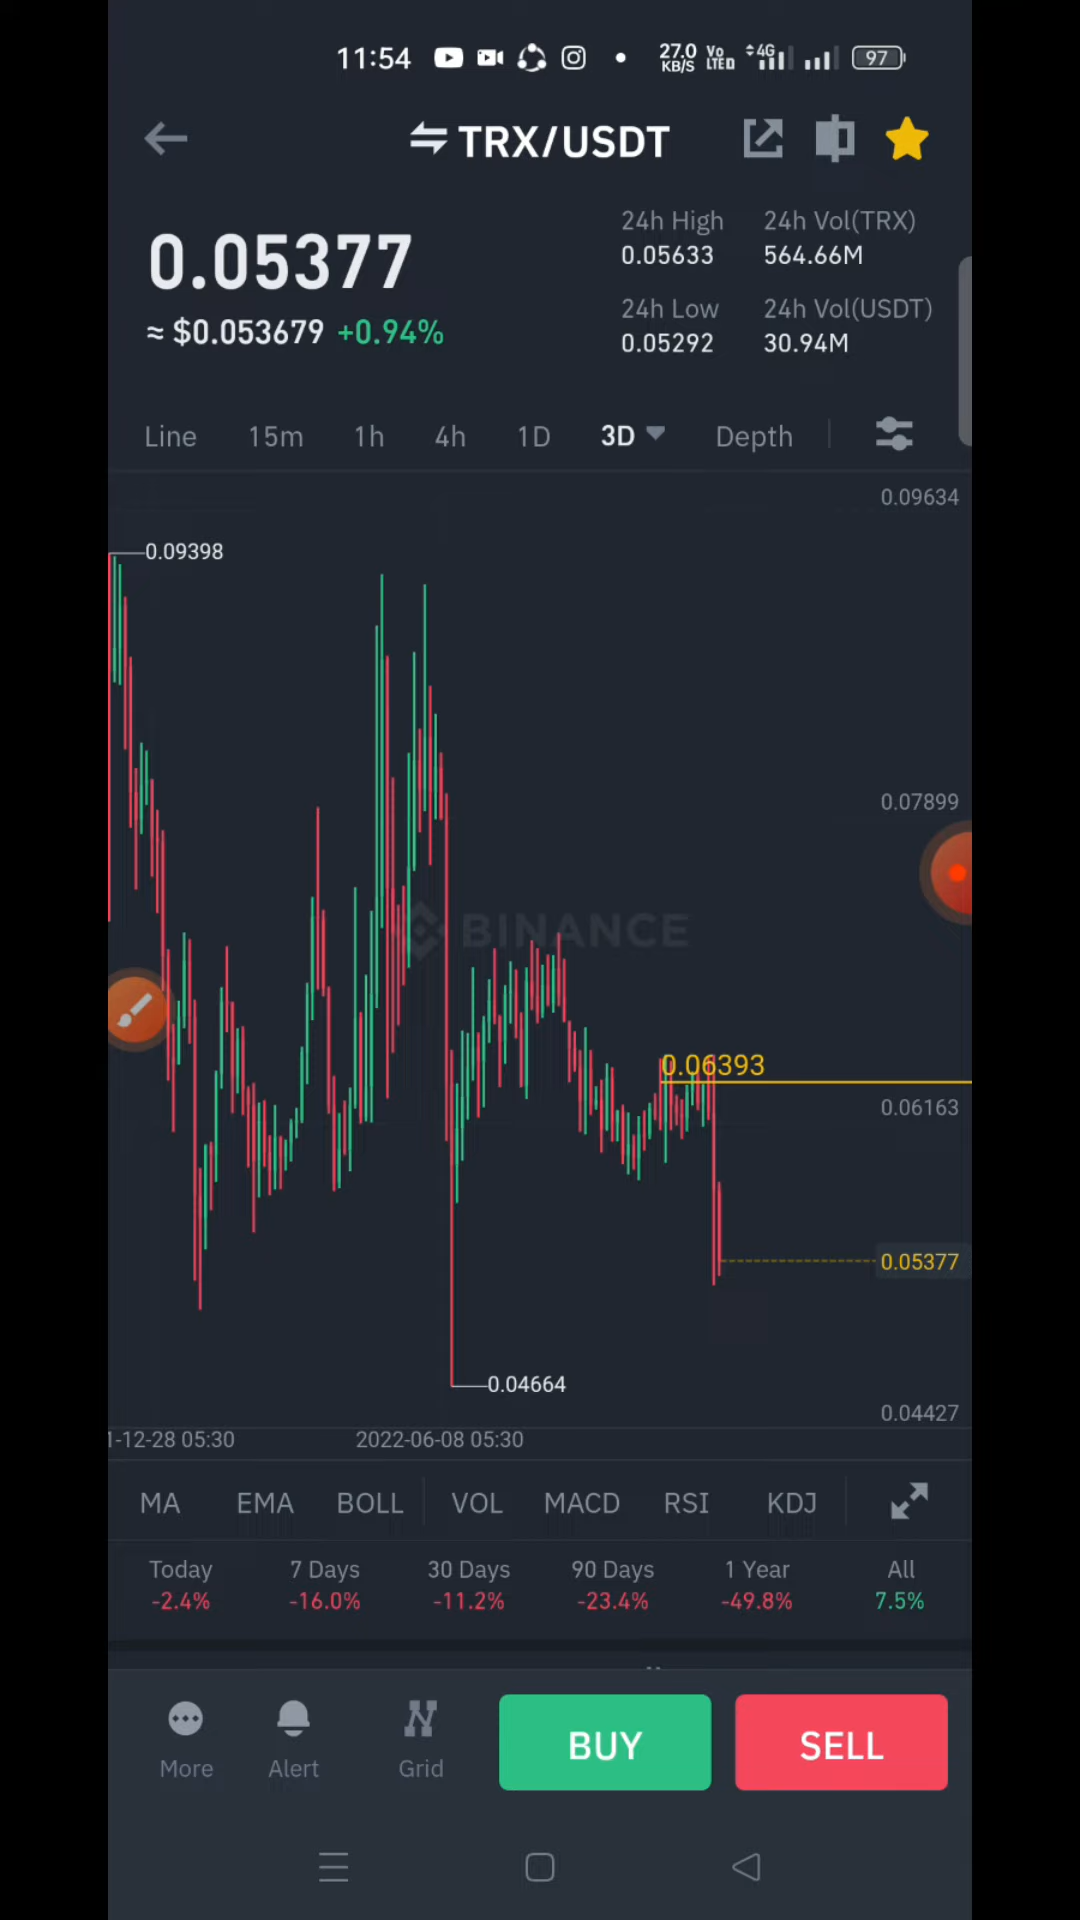 11:54 27.0 KB/S Vo LTED 4G 97
TRX/USDT
0.05377
≈ $0.053679 +0.94%
24h High
0.05633
24h Vol(TRX)
564.66M
24h Low
0.05292
24h Vol(USDT)
30.94M
Line 15m 1h 4h 1D 3D Depth
0.09634
0.09398
0.07899
BINANCE
0.06393
0.06163
0.05377
0.04664
0.04427
1-12-28 05:30 2022-06-08 05:30
MA EMA BOLL VOL MACD RSI KDJ
Today 7 Days 30 Days 90 Days 1 Year All
-2.4% -16.0% -11.2% -23.4% -49.8% 7.5%
More Alert Grid BUY SELL